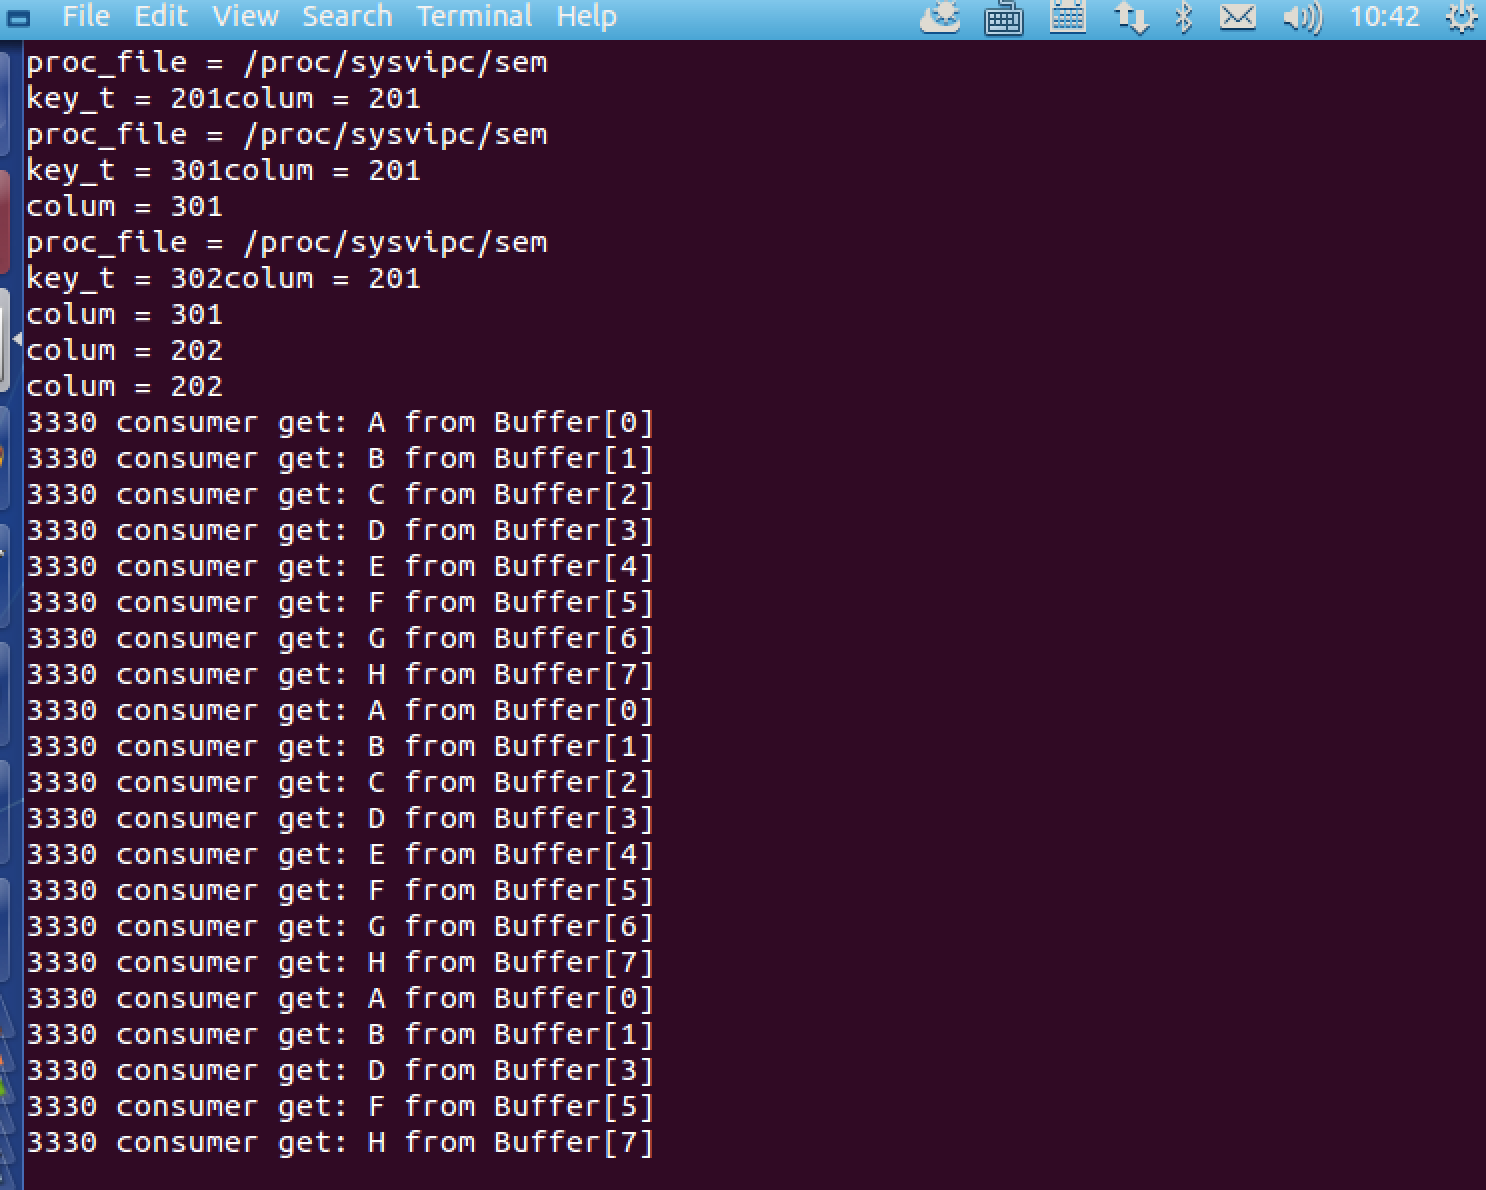 File Edit View Search Terminal Help 10:42
proc_file = /proc/sysvipc/sem
key_t = 201colum = 201
proc_file = /proc/sysvipc/sem
key_t = 301colum = 201
colum = 301
proc_file = /proc/sysvipc/sem
key_t = 302colum = 201
colum = 301
colum = 202
colum = 202
3330 consumer get: A from Buffer[0]
3330 consumer get: B from Buffer[1]
3330 consumer get: C from Buffer[2]
3330 consumer get: D from Buffer[3]
3330 consumer get: E from Buffer[4]
3330 consumer get: F from Buffer[5]
3330 consumer get: G from Buffer[6]
3330 consumer get: H from Buffer[7]
3330 consumer get: A from Buffer[0]
3330 consumer get: B from Buffer[1]
3330 consumer get: C from Buffer[2]
3330 consumer get: D from Buffer[3]
3330 consumer get: E from Buffer[4]
3330 consumer get: F from Buffer[5]
3330 consumer get: G from Buffer[6]
3330 consumer get: H from Buffer[7]
3330 consumer get: A from Buffer[0]
3330 consumer get: B from Buffer[1]
3330 consumer get: D from Buffer[3]
3330 consumer get: F from Buffer[5]
3330 consumer get: H from Buffer[7]